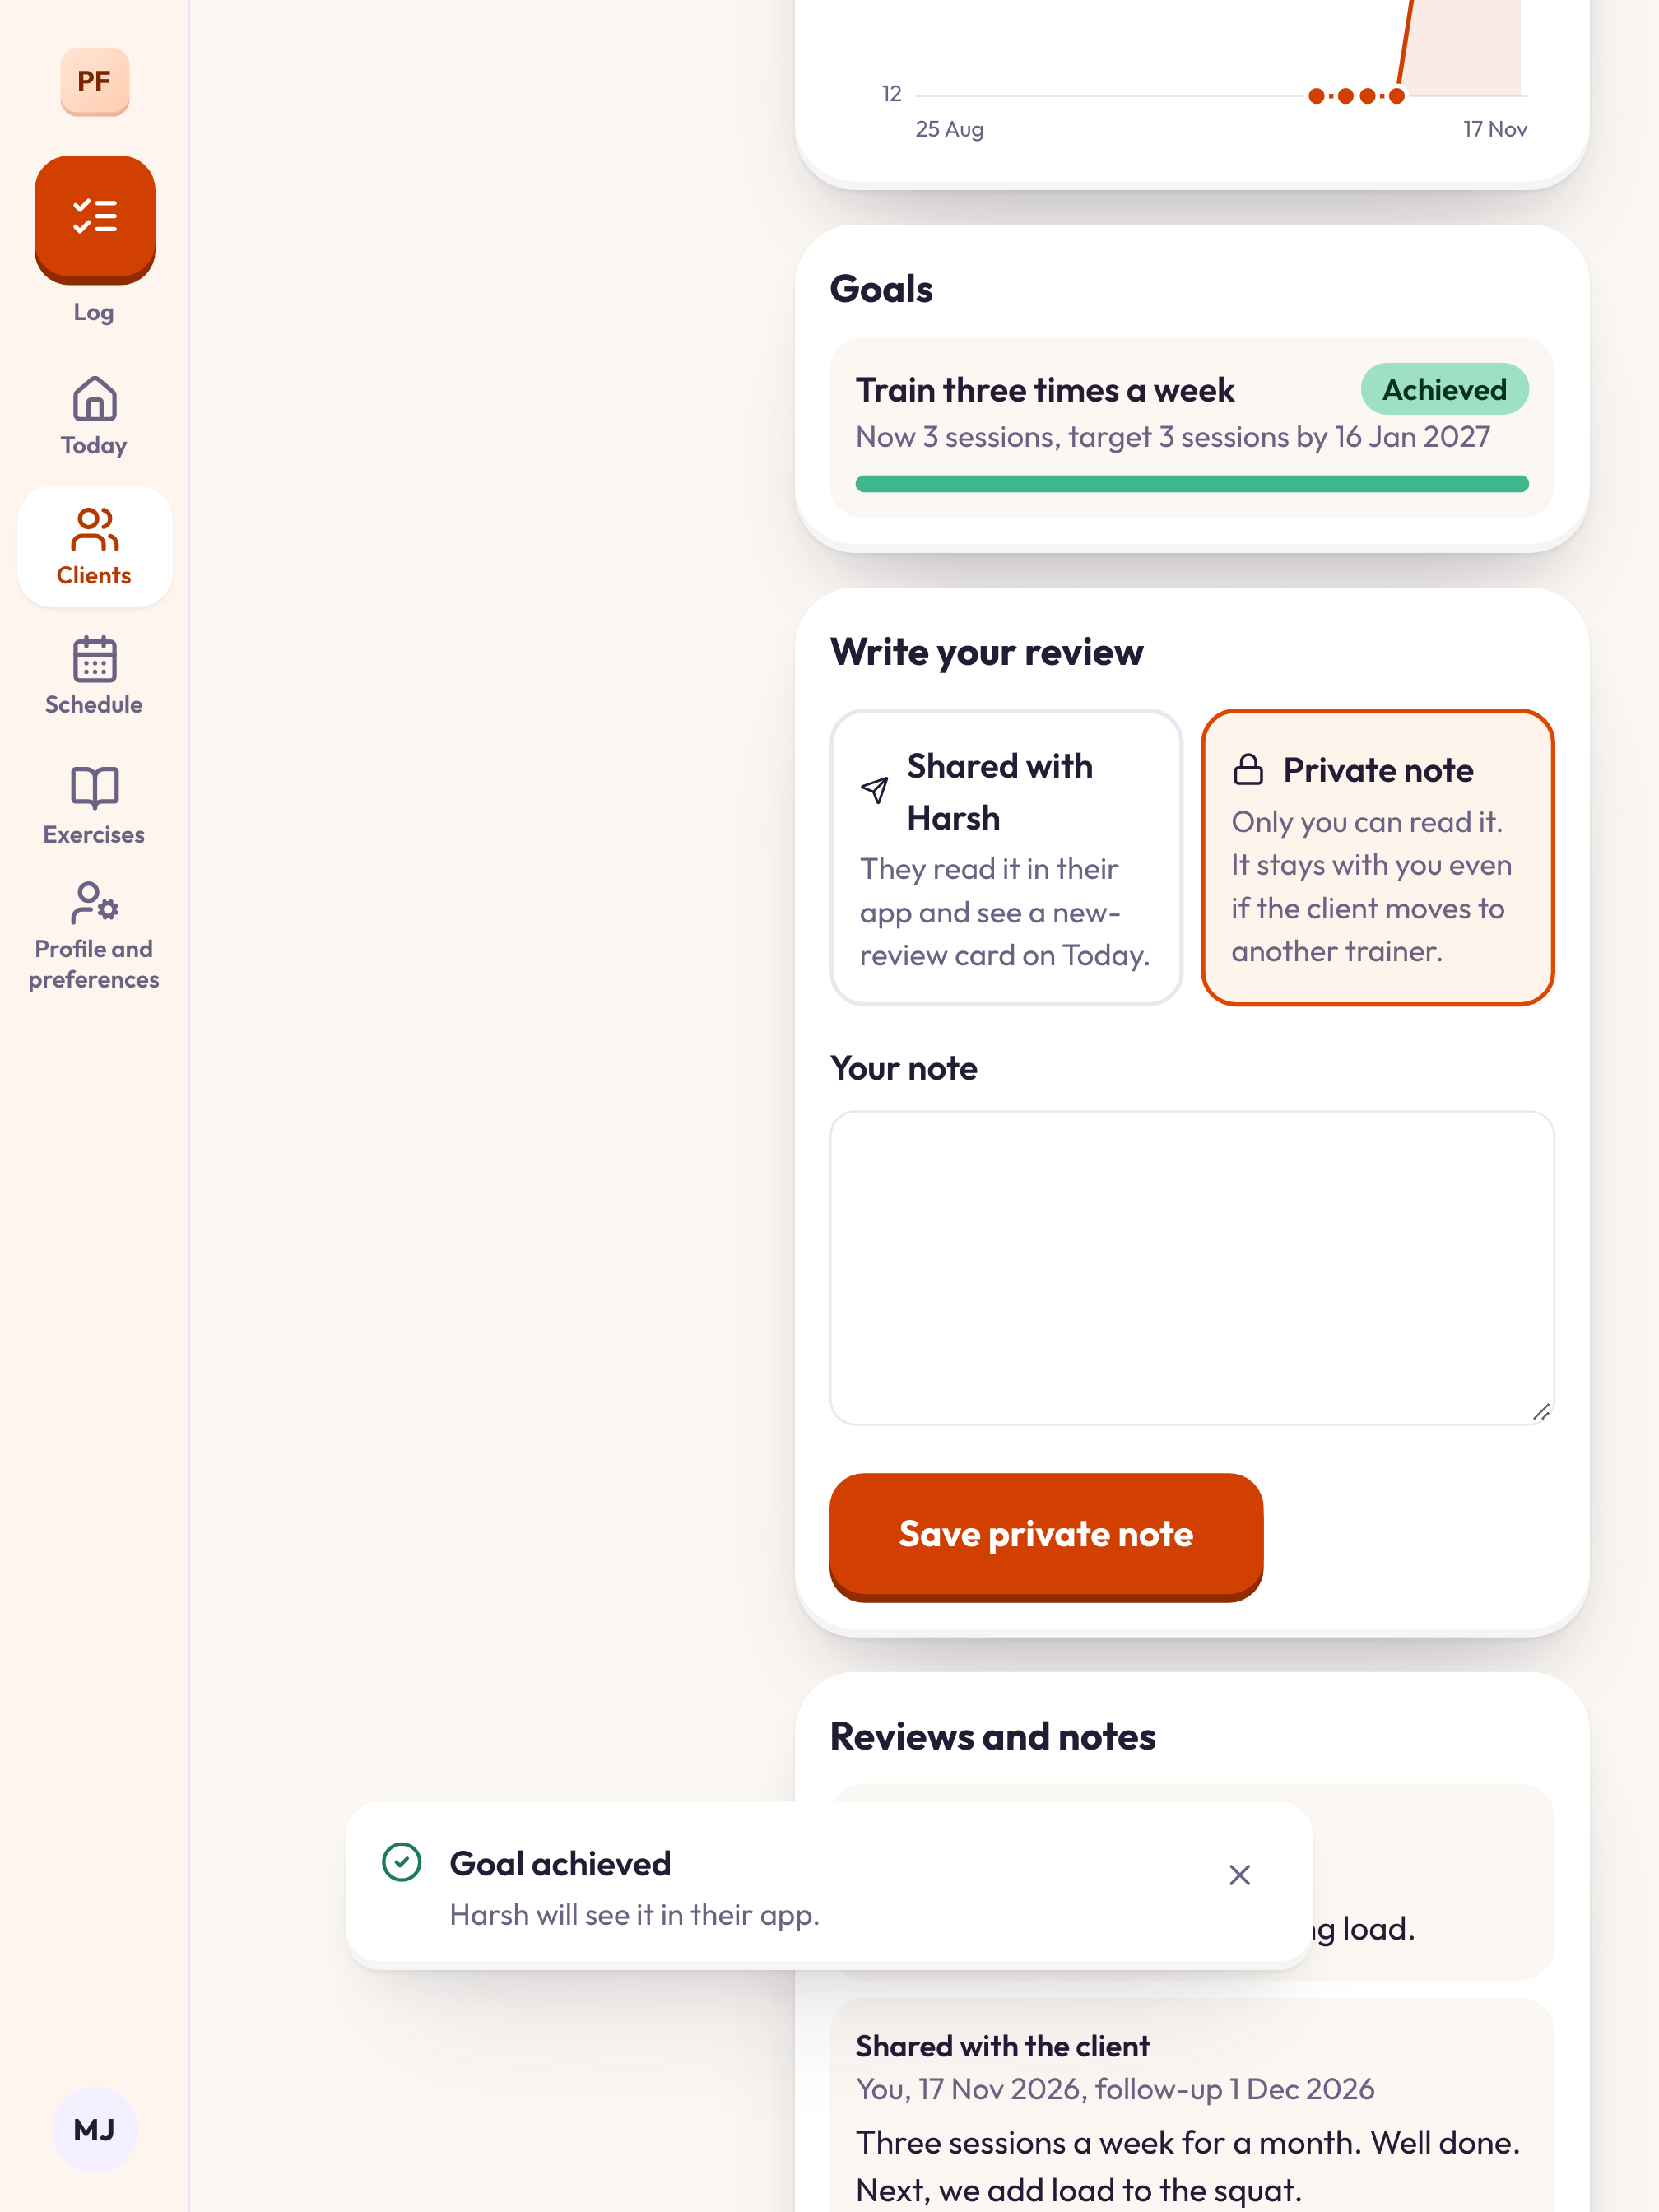 PF
Log
Today
Clients
Schedule
Exercises
Profile and
preferences
MJ
12
25 Aug
17 Nov
Goals
Train three times a week
Achieved
Now 3 sessions, target 3 sessions by 16 Jan 2027
Write your review
Shared with
Harsh
They read it in their
app and see a new-
review card on Today.
Private note
Only you can read it.
It stays with you even
if the client moves to
another trainer.
Your note
Save private note
Reviews and notes
load.
Goal achieved
Harsh will see it in their app.
Shared with the client
You, 17 Nov 2026, follow-up 1 Dec 2026
Three sessions a week for a month. Well done.
Next, we add load to the squat.